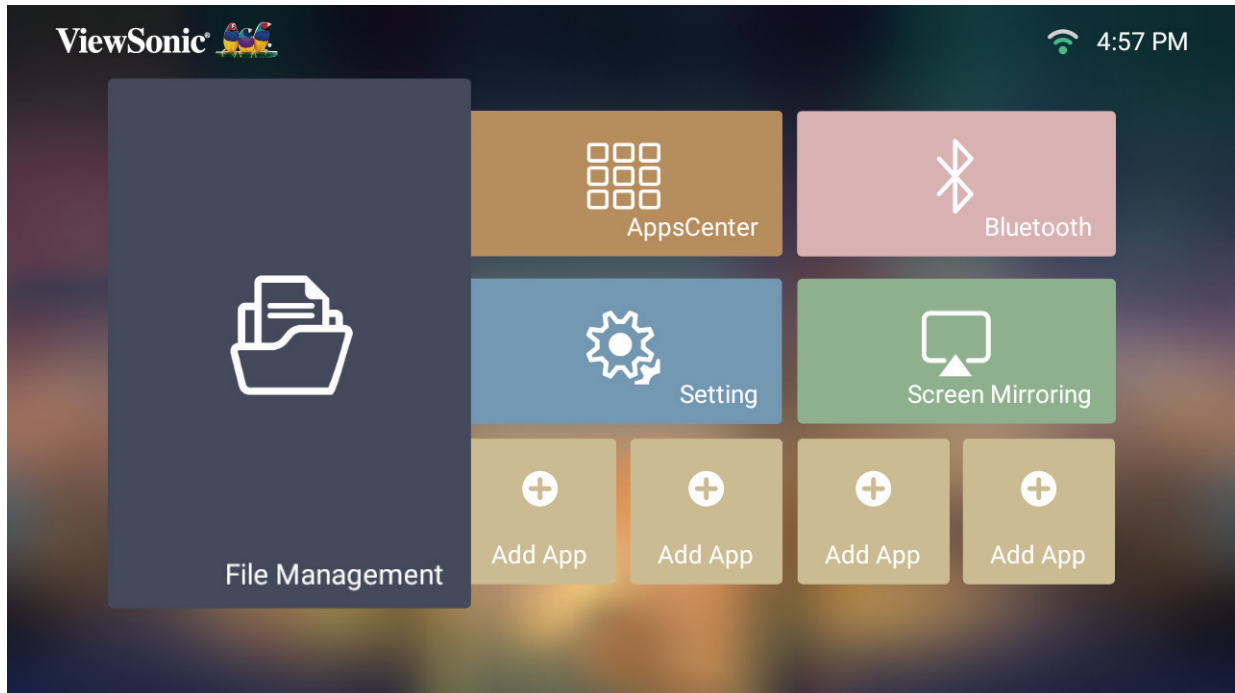 ViewSonic®
4:57 PM
AppsCenter
Bluetooth
Setting
Screen Mirroring
File Management
Add App
Add App
Add App
Add App